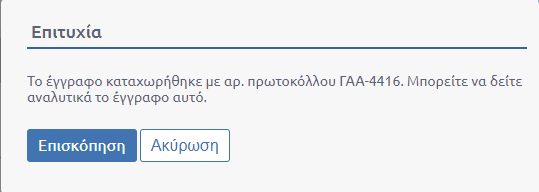 Επιτυχία
Το έγγραφο καταχωρήθηκε με αρ. πρωτοκόλλου ΓΑΑ-4416. Μπορείτε να δείτε
αναλυτικά το έγγραφο αυτό.
Επισκόπηση Ακύρωση